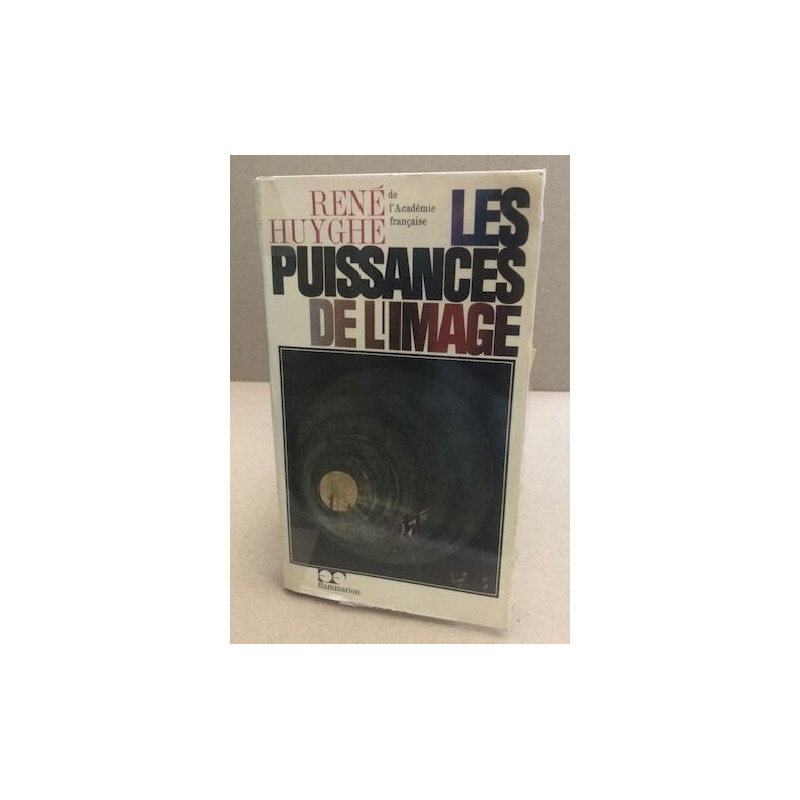 RENÉ
HUYGHE
de
l'Académie
française
LES
PUISSANCES
DE L'IMAGE
flammarion